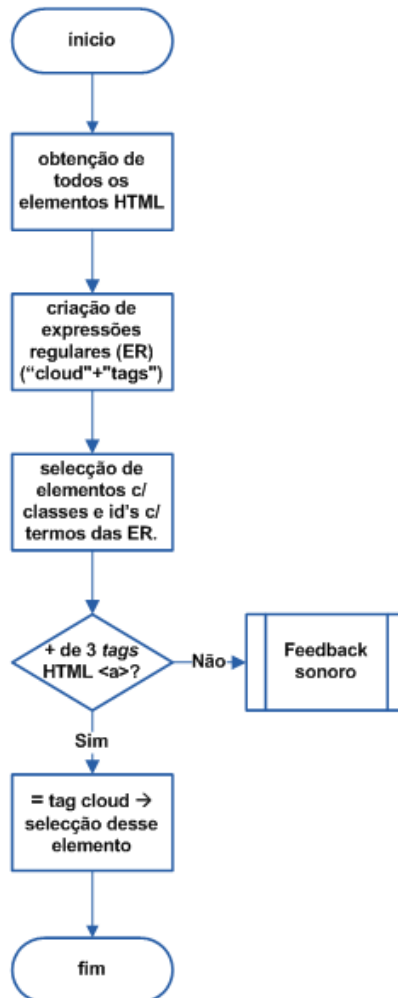 ínicio
obtenção de
todos os
elementos HTML
criação de
expressões
regulares (ER)
(“cloud"+"tags")
selecção de
elementos c/
classes e id's c/
termos das ER.
+ de 3 tags
HTML <a>?
Não
Feedback
sonoro
Sim
= tag cloud →
selecção desse
elemento
fim